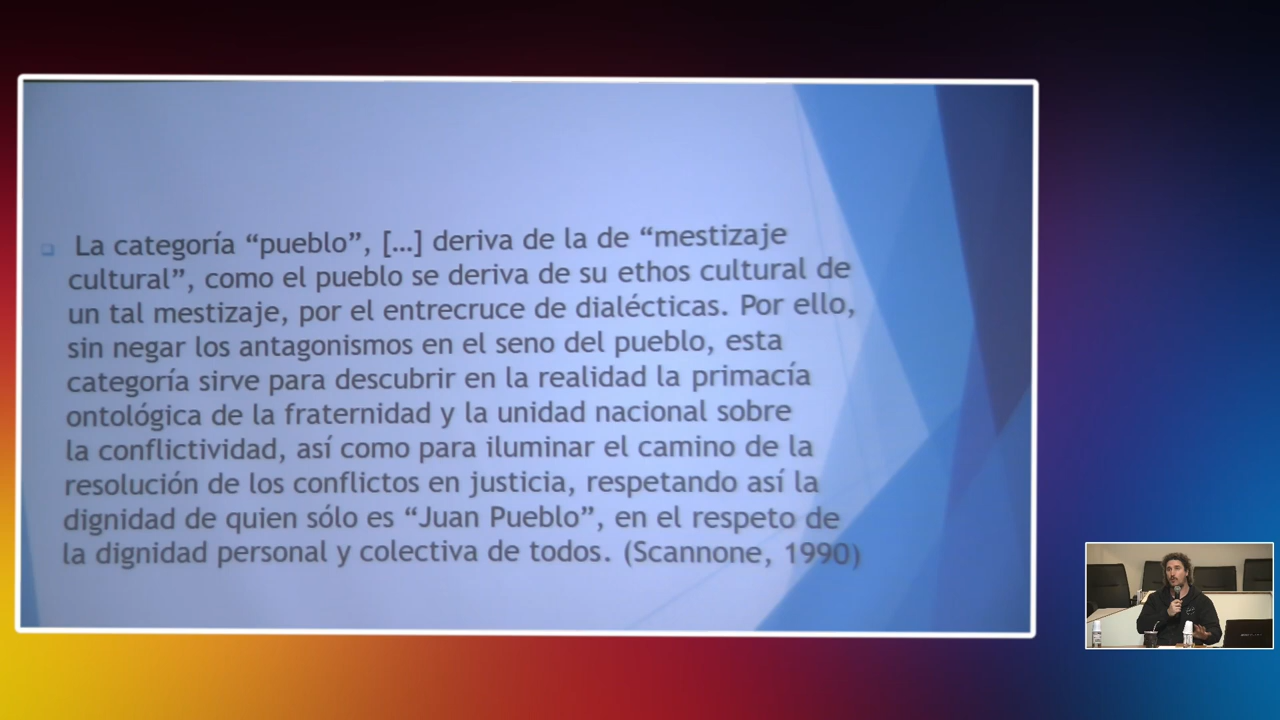 La categoría “pueblo”, [...] deriva de la de “mestizaje
cultural”, como el pueblo se deriva de su ethos cultural de
un tal mestizaje, por el entrecruce de dialécticas. Por ello,
sin negar los antagonismos en el seno del pueblo, esta
categoría sirve para descubrir en la realidad la primacía
ontológica de la fraternidad y la unidad nacional sobre
la conflictividad, así como para iluminar el camino de la
resolución de los conflictos en justicia, respetando así la
dignidad de quien sólo es “Juan Pueblo”, en el respeto de
la dignidad personal y colectiva de todos. (Scannone, 1990)